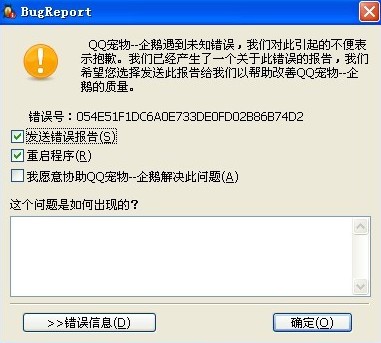 BugReport
QQ宠物--企鹅遇到未知错误，我们对此引起的不便表
示抱歉。我们已经产生了一个关于此错误的报告，我们
希望您选择发送此报告给我们以帮助改善QQ宠物--企
鹅的质量。
错误号：054E51F1DC6A0E733DE0FD02B86B74D2
发送错误报告(S)
重启程序(R)
我愿意协助QQ宠物--企鹅解决此问题(A)
这个问题是如何出现的？
>>错误信息(D)
确定(O)